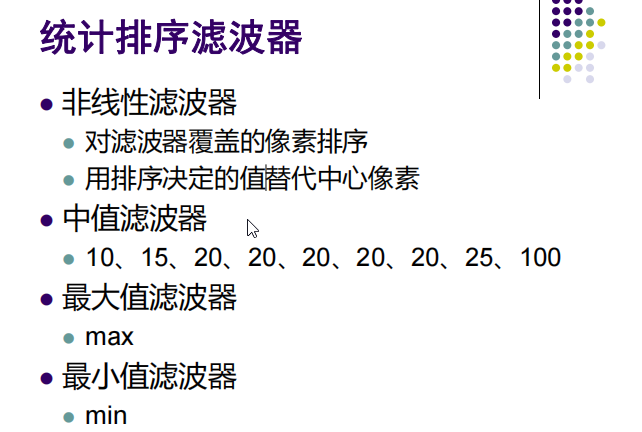 统计排序滤波器
非线性滤波器
对滤波器覆盖的像素排序
用排序决定的值替代中心像素
中值滤波器
10、15、20、20、20、20、20、25、100
最大值滤波器
max
最小值滤波器
min